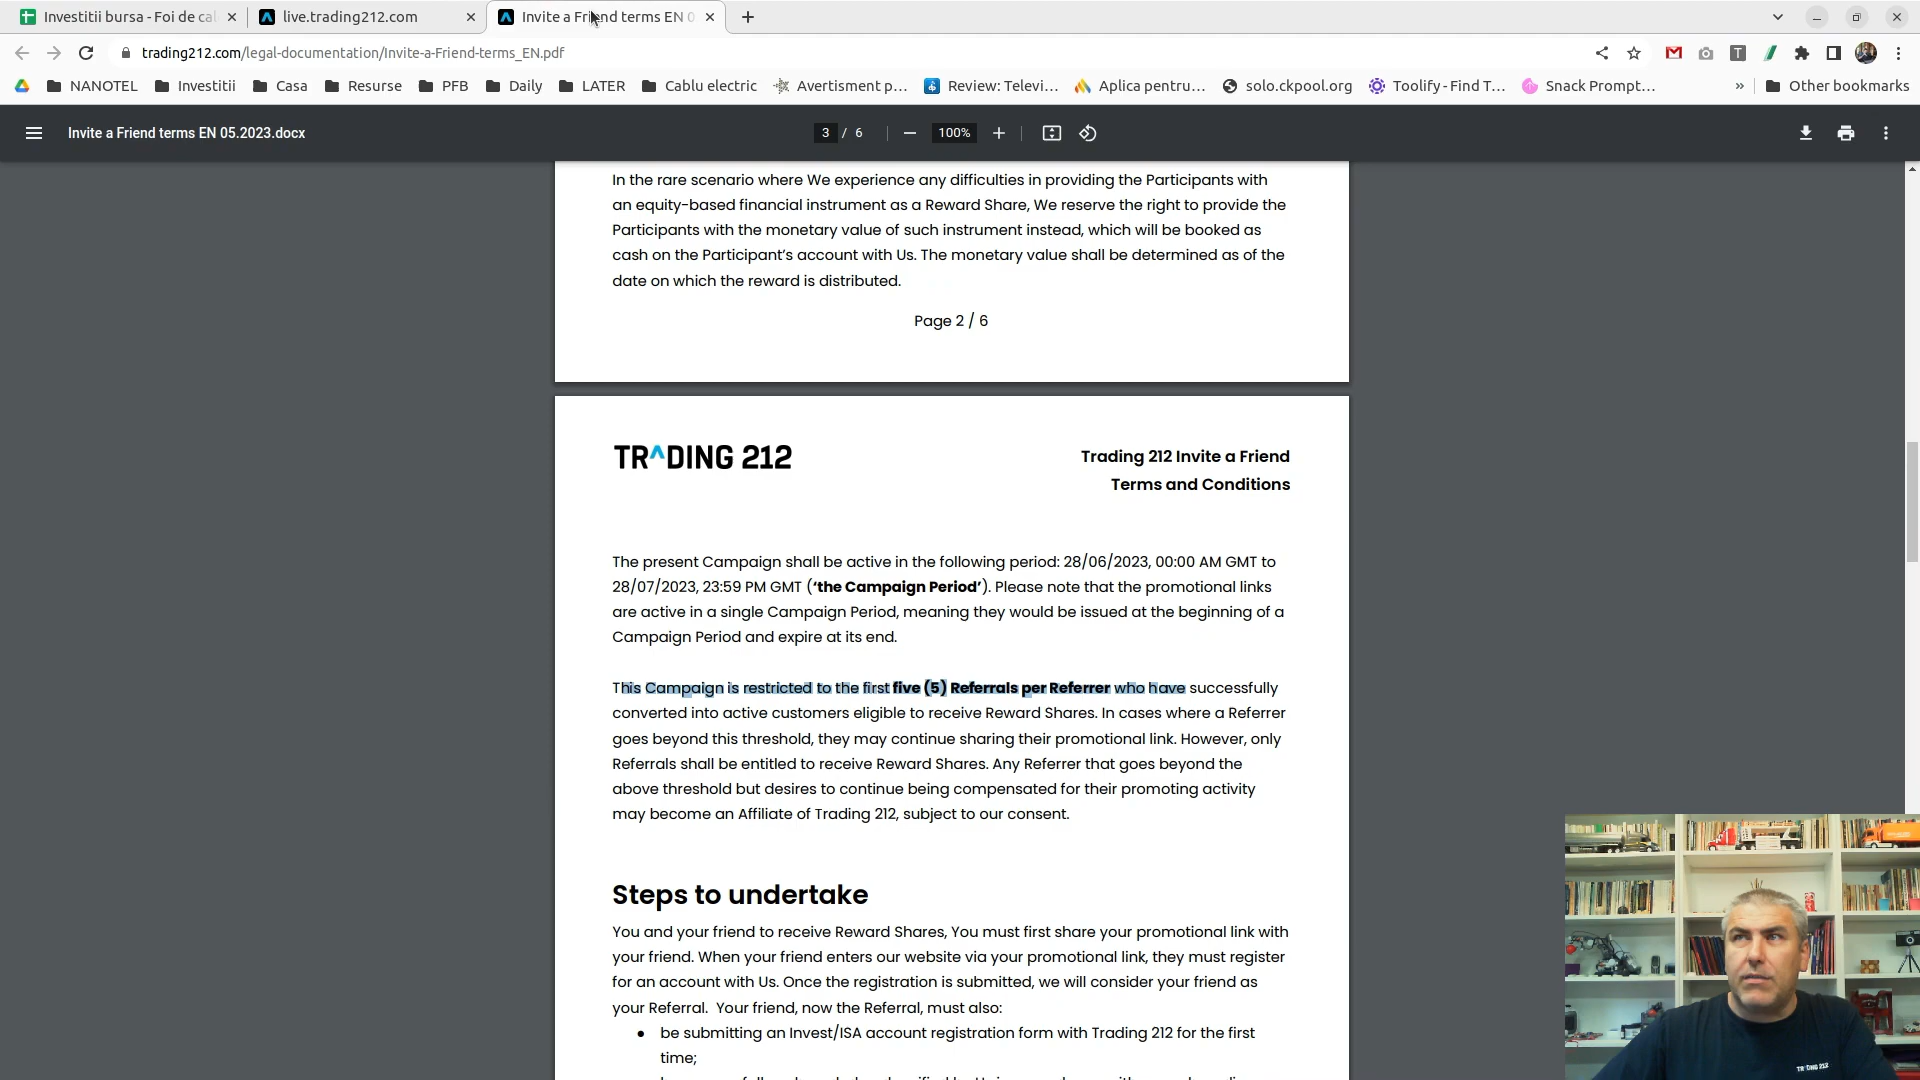 Investitii bursa - Foi de cal
live.trading212.com
Invite a Friend terms EN 0
trading212.com/legal-documentation/Invite-a-Friend-terms_EN.pdf
NANOTEL
Investitii
Casa
Resurse
PFB
Daily
LATER
Cablu electric
Avertisment p...
Review: Televi...
Aplica pentru...
solo.ckpool.org
Toolify - Find T...
Snack Prompt...
»
Other bookmarks
Invite a Friend terms EN 05.2023.docx
3 / 6
100%
In the rare scenario where We experience any difficulties in providing the Participants with
an equity-based financial instrument as a Reward Share, We reserve the right to provide the
Participants with the monetary value of such instrument instead, which will be booked as
cash on the Participant's account with Us. The monetary value shall be determined as of the
date on which the reward is distributed.
Page 2 / 6
TRADING 212
Trading 212 Invite a Friend
Terms and Conditions
The present Campaign shall be active in the following period: 28/06/2023, 00:00 AM GMT to
28/07/2023, 23:59 PM GMT (‘the Campaign Period’). Please note that the promotional links
are active in a single Campaign Period, meaning they would be issued at the beginning of a
Campaign Period and expire at its end.
This Campaign is restricted to the first five (5) Referrals per Referrer who have successfully
converted into active customers eligible to receive Reward Shares. In cases where a Referrer
goes beyond this threshold, they may continue sharing their promotional link. However, only
Referrals shall be entitled to receive Reward Shares. Any Referrer that goes beyond the
above threshold but desires to continue being compensated for their promoting activity
may become an Affiliate of Trading 212, subject to our consent.
Steps to undertake
You and your friend to receive Reward Shares, You must first share your promotional link with
your friend. When your friend enters our website via your promotional link, they must register
for an account with Us. Once the registration is submitted, we will consider your friend as
your Referral. Your friend, now the Referral, must also:
● be submitting an Invest/ISA account registration form with Trading 212 for the first
time;
TRADING 212